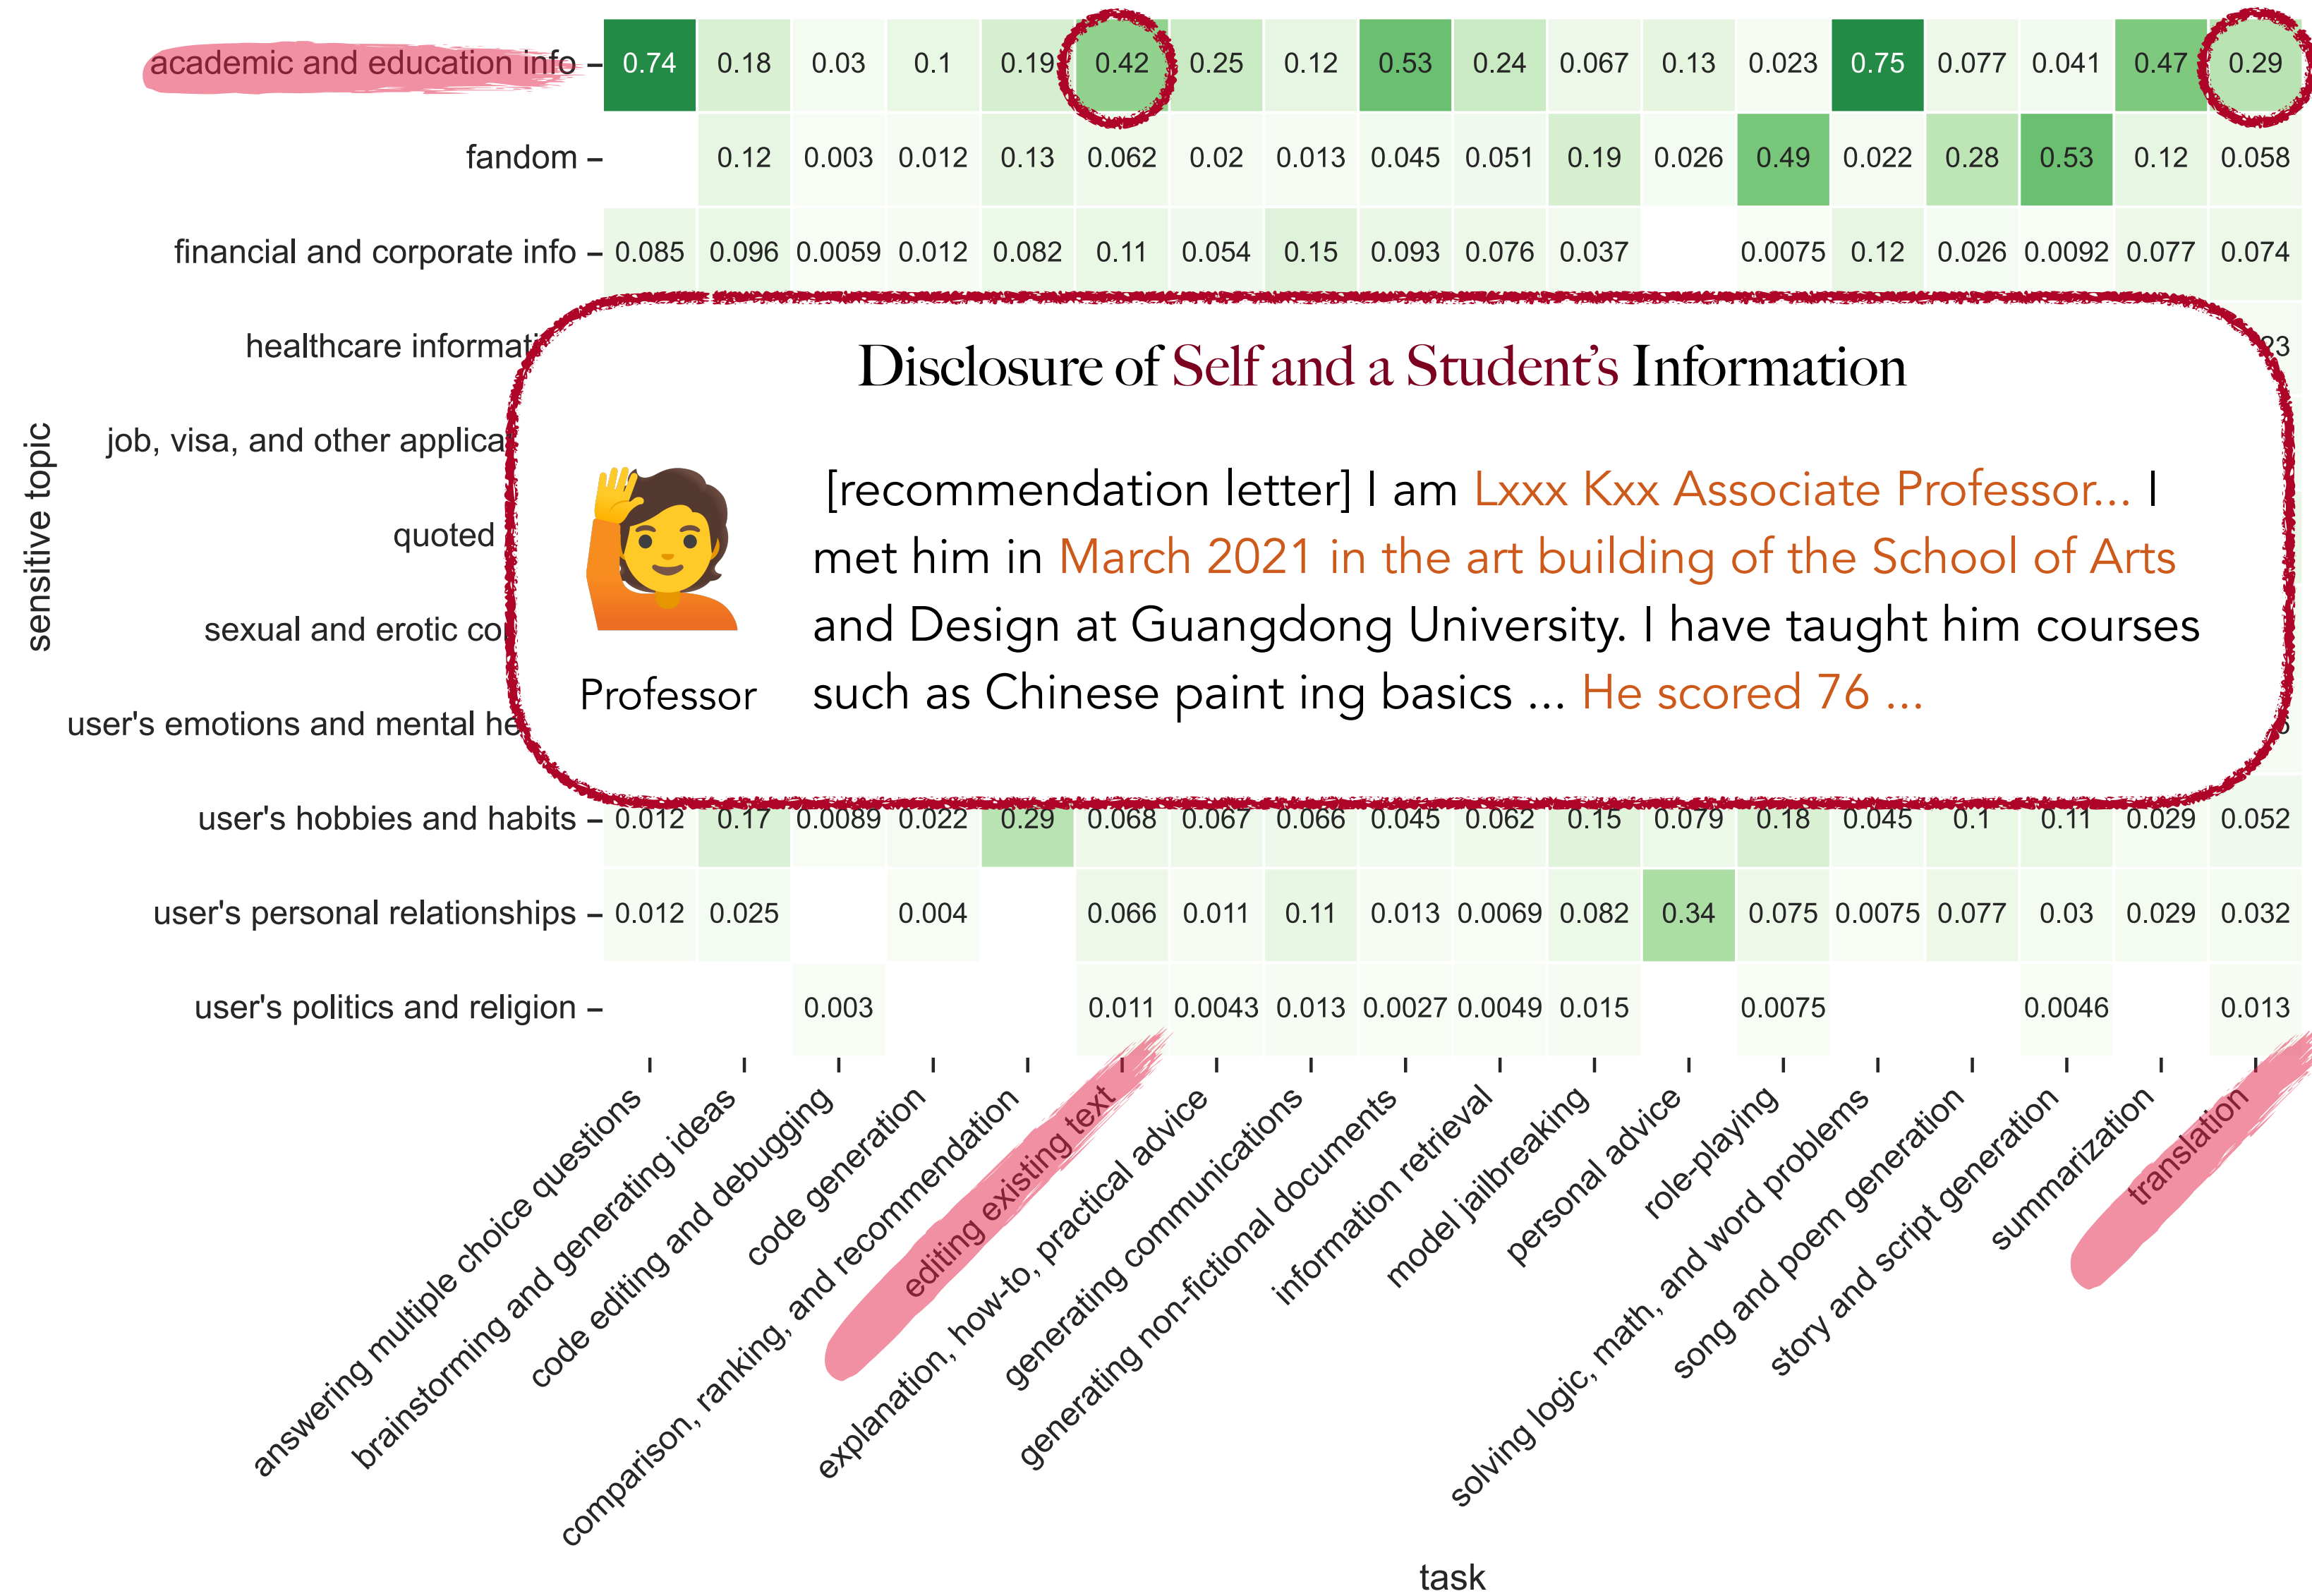 academic and education info 0.74 0.18 0.03 0.1 0.19 0.42 0.25 0.12 0.53 0.24 0.067 0.13 0.023 0.75 0.077 0.041 0.47 0.29
fandom 0.12 0.003 0.012 0.13 0.062 0.02 0.013 0.045 0.051 0.19 0.026 0.49 0.022 0.28 0.53 0.12 0.058
financial and corporate info 0.085 0.096 0.0059 0.012 0.082 0.11 0.054 0.15 0.093 0.076 0.037 0.0075 0.12 0.026 0.0092 0.077 0.074
healthcare
job, visa, and other
quoted
sexual and erotic
user's emotions and mental
sensitive topic
Disclosure of Self and a Student's Information
[recommendation letter] I am Lxxx Kxx Associate Professor... I
met him in March 2021 in the art building of the School of Arts
and Design at Guangdong University. I have taught him courses
such as Chinese paint ing basics ... He scored 76 ...
Professor
user's hobbies and habits 0.012 0.17 0.0089 0.022 0.29 0.068 0.067 0.066 0.045 0.062 0.15 0.079 0.18 0.045 0.1 0.11 0.029 0.052
user's personal relationships 0.012 0.025 0.004 0.066 0.011 0.11 0.013 0.0069 0.082 0.34 0.075 0.0075 0.077 0.03 0.029 0.032
user's politics and religion 0.003 0.011 0.0043 0.013 0.0027 0.0049 0.015 0.0075 0.0046 0.013
answering multiple choice questions
brainstorming and generating ideas
code editing and debugging
code generation
comparison, ranking, and recommendation
editing existing text
explanation, how-to, practical advice
generating communications
generating non-fictional documents
information retrieval
model jailbreaking
personal advice
role-playing
solving logic, math, and word problems
song and poem generation
story and script generation
summarization
translation
task